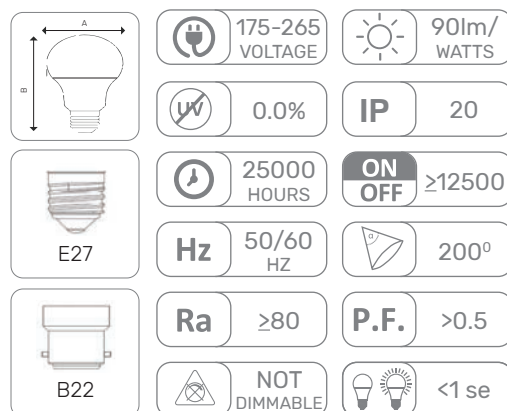 A
B
175-265
VOLTAGE
90lm/
WATTS
UV
0.0%
IP
20
E27
25000
HOURS
ON
OFF
≥12500
Hz
50/60
HZ
α
200⁰
B22
Ra
≥80
P.F.
>0.5
NOT
DIMMABLE
<1 se